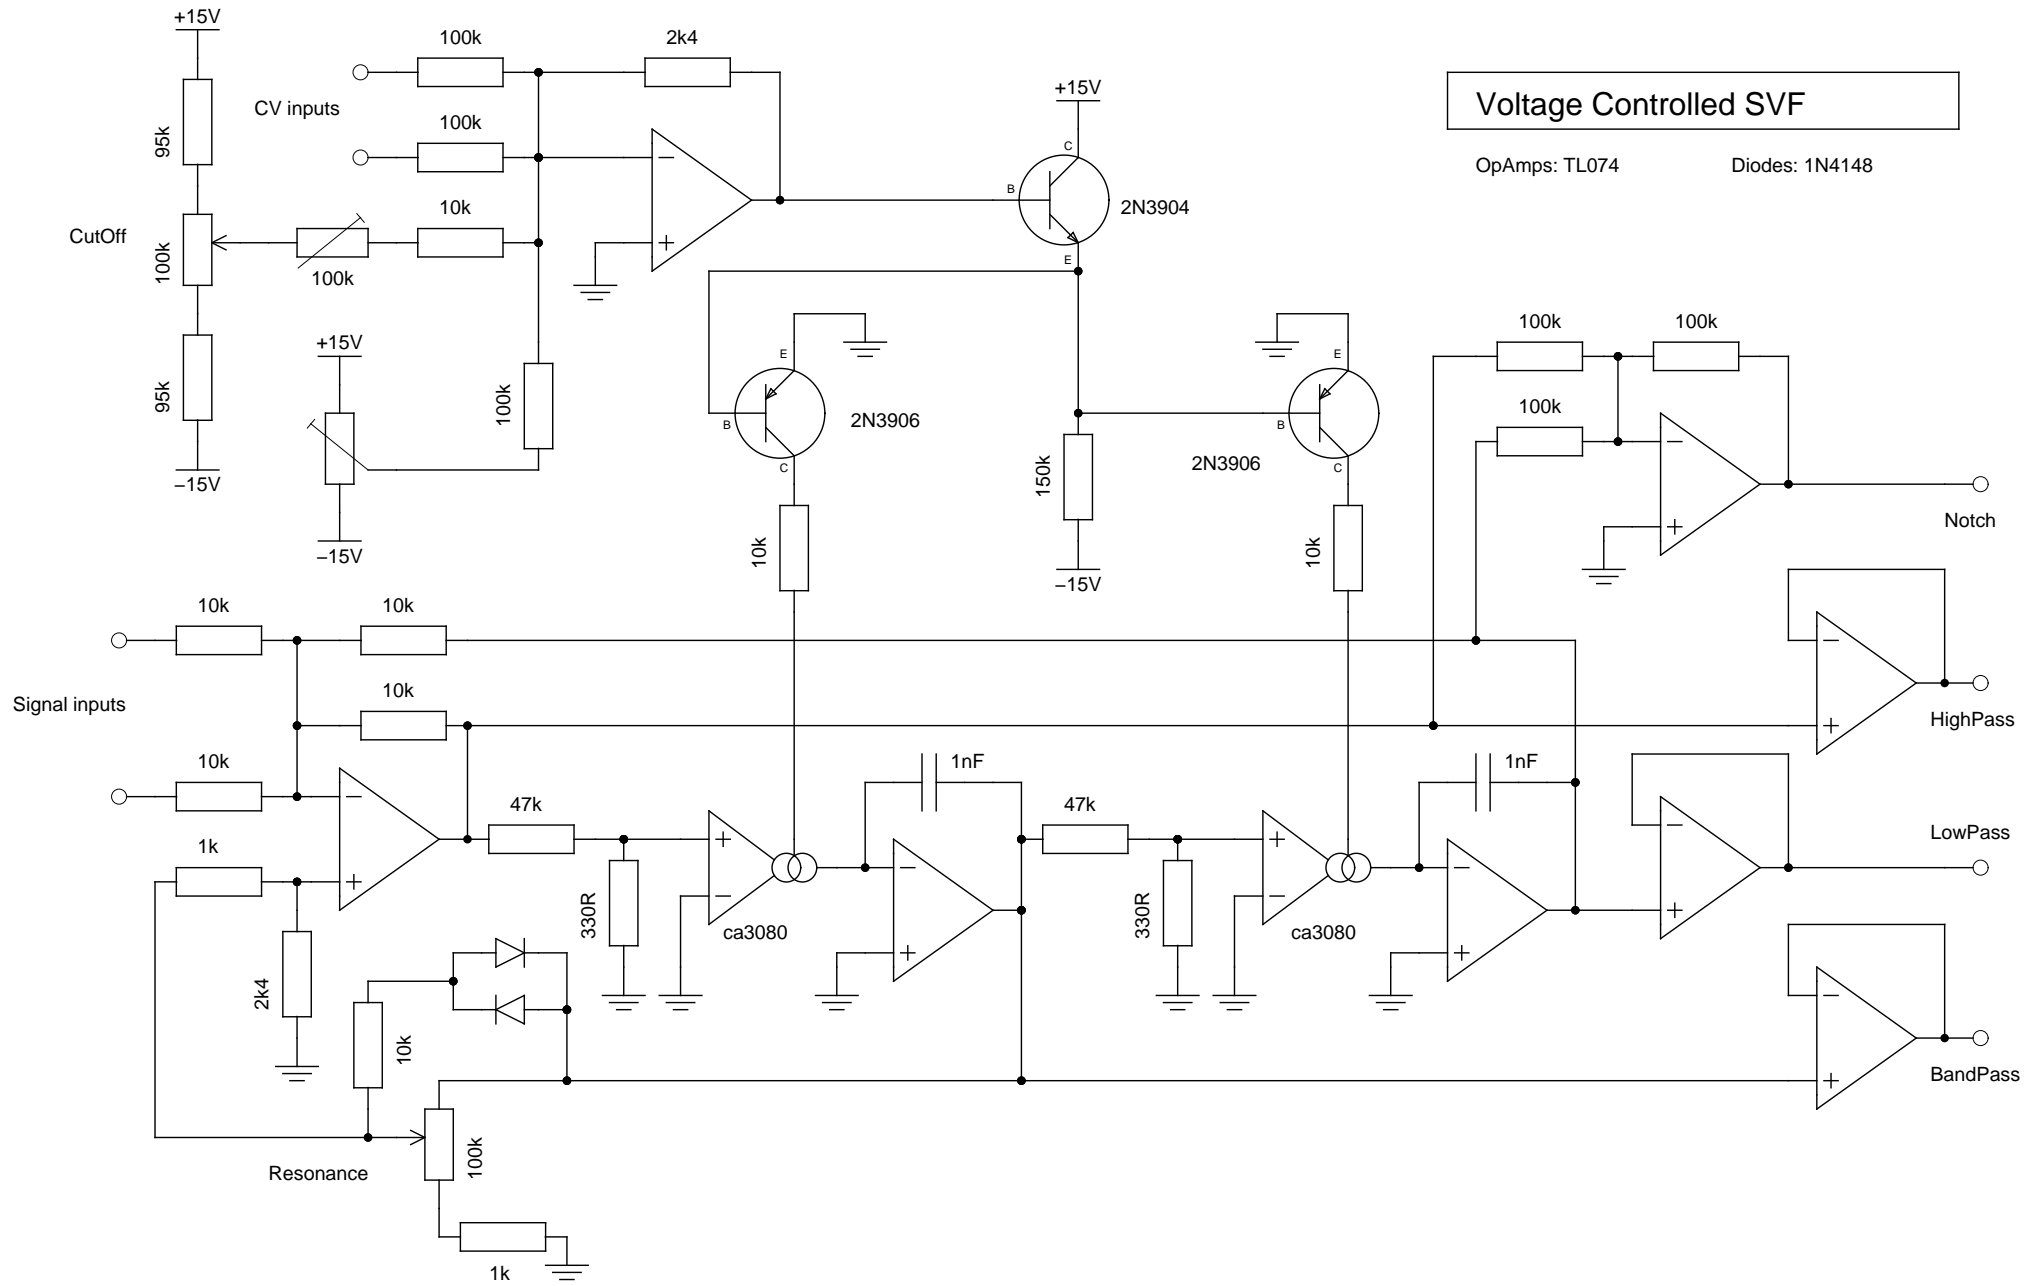 +15V
100k
2k4
CV inputs
95k
+15V
Voltage Controlled SVF
100k
C
OpAmps: TL074
Diodes: 1N4148
B
2N3904
10k
CutOff
100k
100k
E
95k
+15V
100k
100k
100k
E
E
100k
2N3906
B
C
150k
2N3906
B
C
−15V
−15V
10k
10k
−15V
Notch
10k
10k
Signal inputs
10k
HighPass
10k
1nF
1nF
47k
47k
LowPass
1k
330R
ca3080
330R
ca3080
2k4
10k
BandPass
Resonance
100k
1k